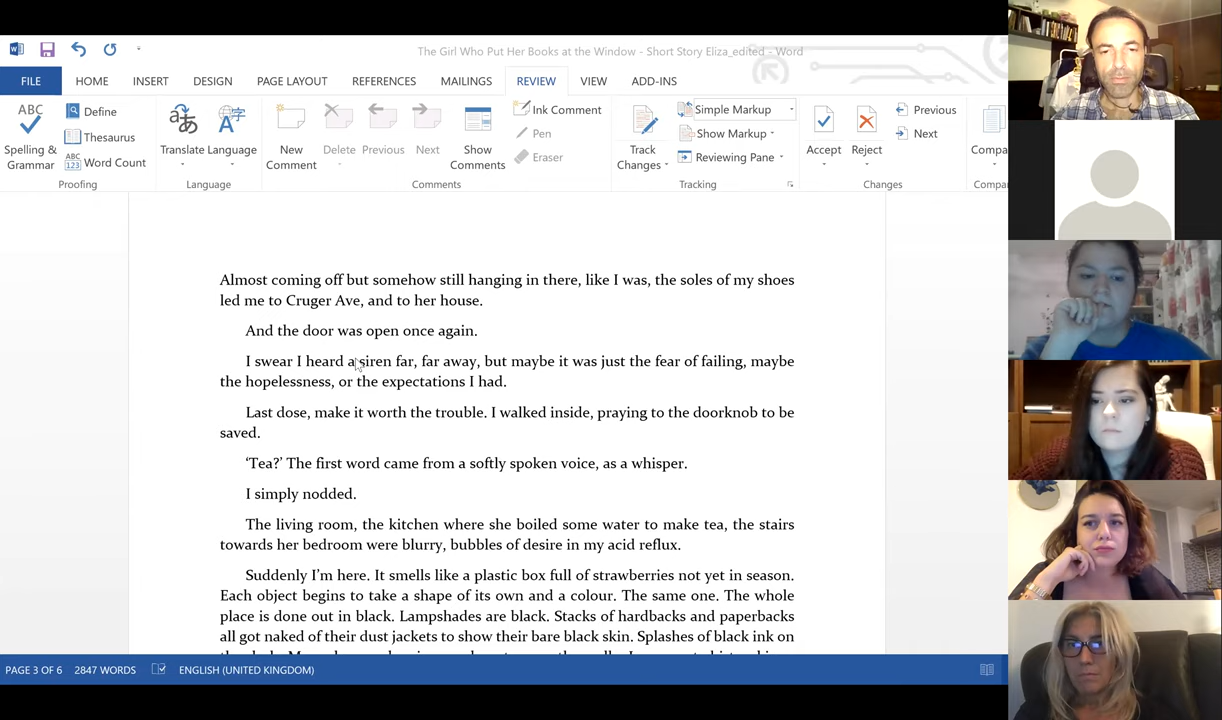 The Girl Who Put Her Books at the Window - Short Story Eliza_edited - Word
FILE HOME INSERT DESIGN PAGE LAYOUT REFERENCES MAILINGS REVIEW VIEW ADD-INS
ABC
Spelling & Grammar
Define
Thesaurus
ABC 123 Word Count
Proofing
Translate Language
Language
New Comment
Delete
Previous
Next
Show Comments
Ink Comment
Pen
Eraser
Comments
Track Changes
Simple Markup
Show Markup
Reviewing Pane
Tracking
Accept
Reject
Previous
Next
Changes
Compa
Compar
Almost coming off but somehow still hanging in there, like I was, the soles of my shoes
led me to Cruger Ave, and to her house.
And the door was open once again.
I swear I heard a siren far, far away, but maybe it was just the fear of failing, maybe
the hopelessness, or the expectations I had.
Last dose, make it worth the trouble. I walked inside, praying to the doorknob to be
saved.
‘Tea?’ The first word came from a softly spoken voice, as a whisper.
I simply nodded.
The living room, the kitchen where she boiled some water to make tea, the stairs
towards her bedroom were blurry, bubbles of desire in my acid reflux.
Suddenly I’m here. It smells like a plastic box full of strawberries not yet in season.
Each object begins to take a shape of its own and a colour. The same one. The whole
place is done out in black. Lampshades are black. Stacks of hardbacks and paperbacks
all got naked of their dust jackets to show their bare black skin. Splashes of black ink on
PAGE 3 OF 6 2847 WORDS ENGLISH (UNITED KINGDOM)